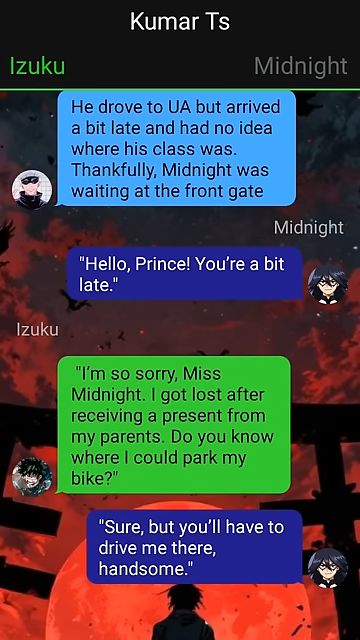 Kumar Ts
Izuku
Midnight
He drove to UA but arrived
a bit late and had no idea
where his class was.
Thankfully, Midnight was
waiting at the front gate
Midnight
"Hello, Prince! You’re a bit
late."
Izuku
"I’m so sorry, Miss
Midnight. I got lost after
receiving a present from
my parents. Do you know
where I could park my
bike?"
"Sure, but you’ll have to
drive me there,
handsome."